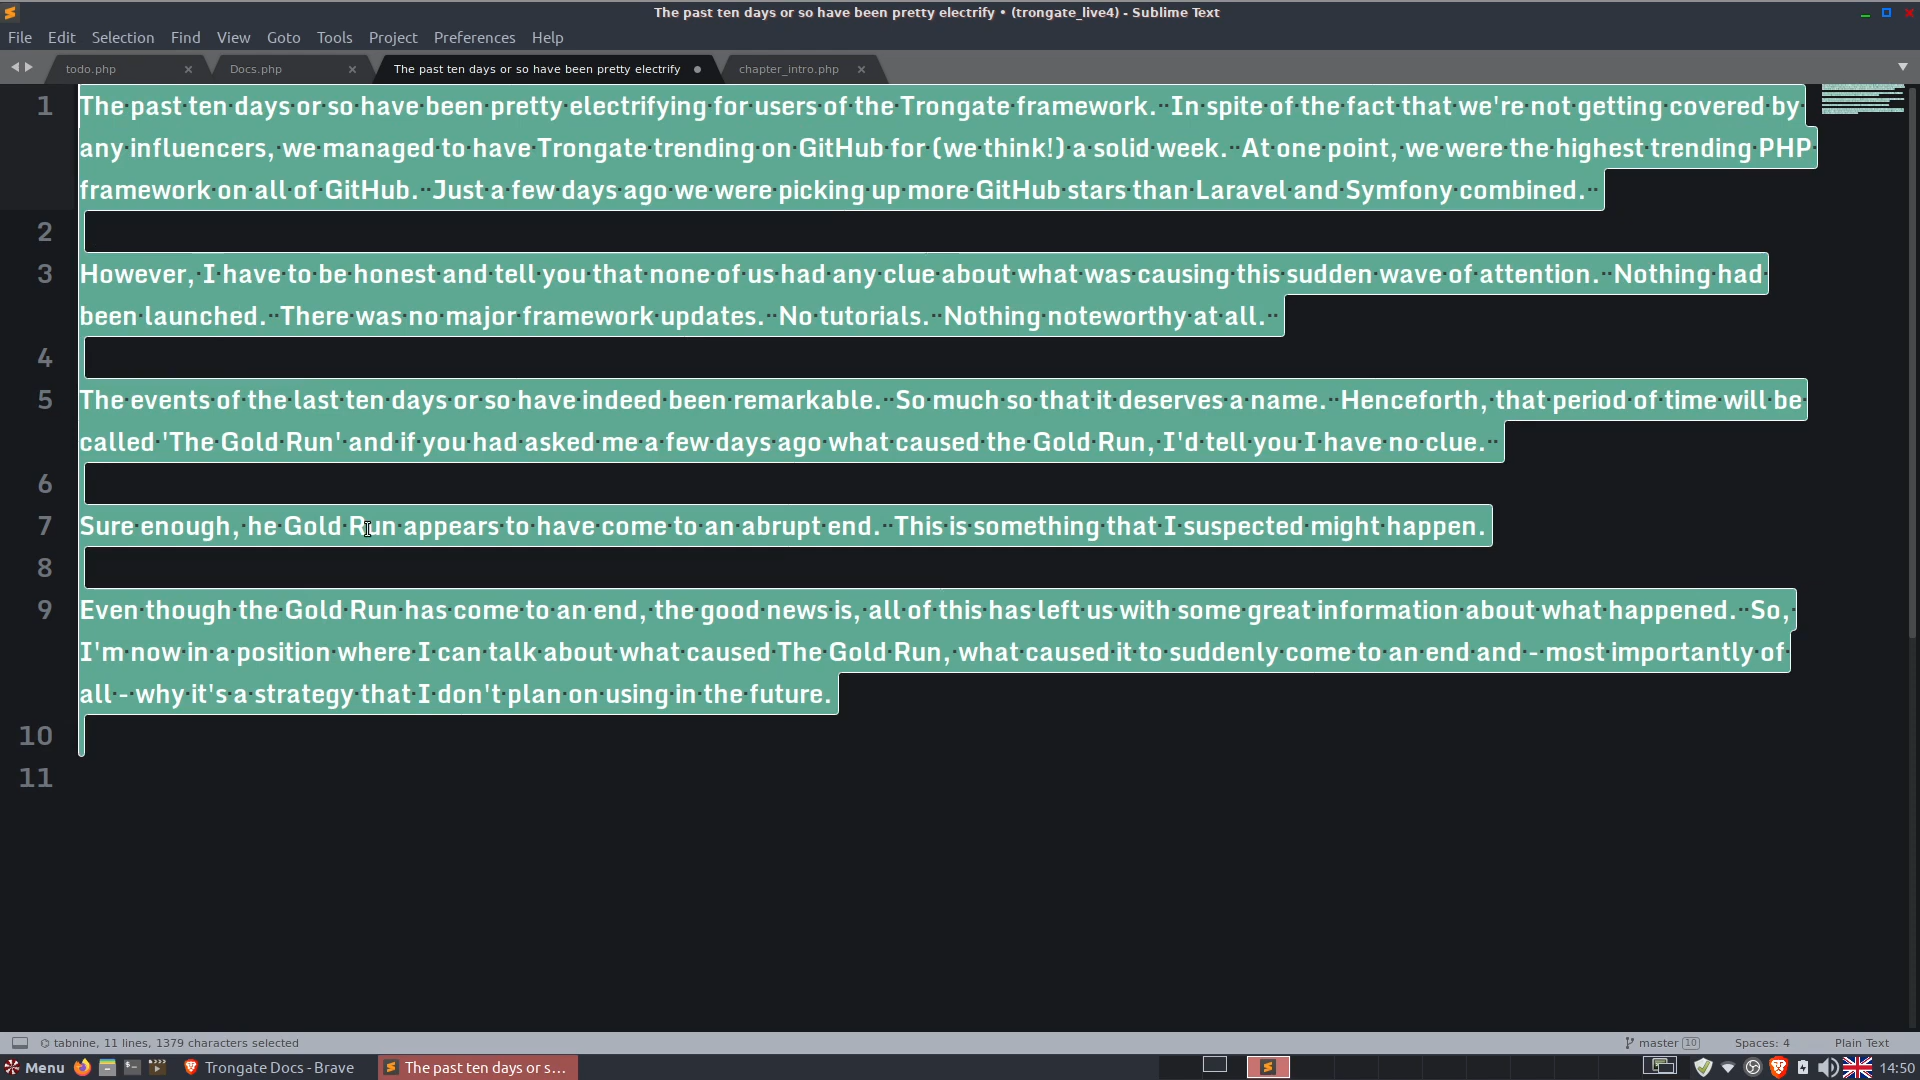 The past ten days or so have been pretty electrify • (trongate_live4) - Sublime Text
File Edit Selection Find View Goto Tools Project Preferences Help
todo.php × Docs.php × The past ten days or so have been pretty electrify chapter_intro.php ×
1 The past ten days or so have been pretty electrifying for users of the Trongate framework.  In spite of the fact that we're not getting covered by
any influencers, we managed to have Trongate trending on GitHub for (we think!) a solid week.  At one point, we were the highest trending PHP
framework on all of GitHub.  Just a few days ago we were picking up more GitHub stars than Laravel and Symfony combined.
2
3 However, I have to be honest and tell you that none of us had any clue about what was causing this sudden wave of attention.  Nothing had
been launched.  There was no major framework updates.  No tutorials.  Nothing noteworthy at all.
4
5 The events of the last ten days or so have indeed been remarkable.  So much so that it deserves a name.  Henceforth, that period of time will be
called 'The Gold Run' and if you had asked me a few days ago what caused the Gold Run, I'd tell you I have no clue.
6
7 Sure enough, he Gold Run appears to have come to an abrupt end.  This is something that I suspected might happen.
8
9 Even though the Gold Run has come to an end, the good news is, all of this has left us with some great information about what happened.  So,
I'm now in a position where I can talk about what caused The Gold Run, what caused it to suddenly come to an end and - most importantly of
all - why it's a strategy that I don't plan on using in the future.
10
11
tabnine, 11 lines, 1379 characters selected master 10 Spaces: 4 Plain Text
Menu Trongate Docs - Brave The past ten days or s... 14:50